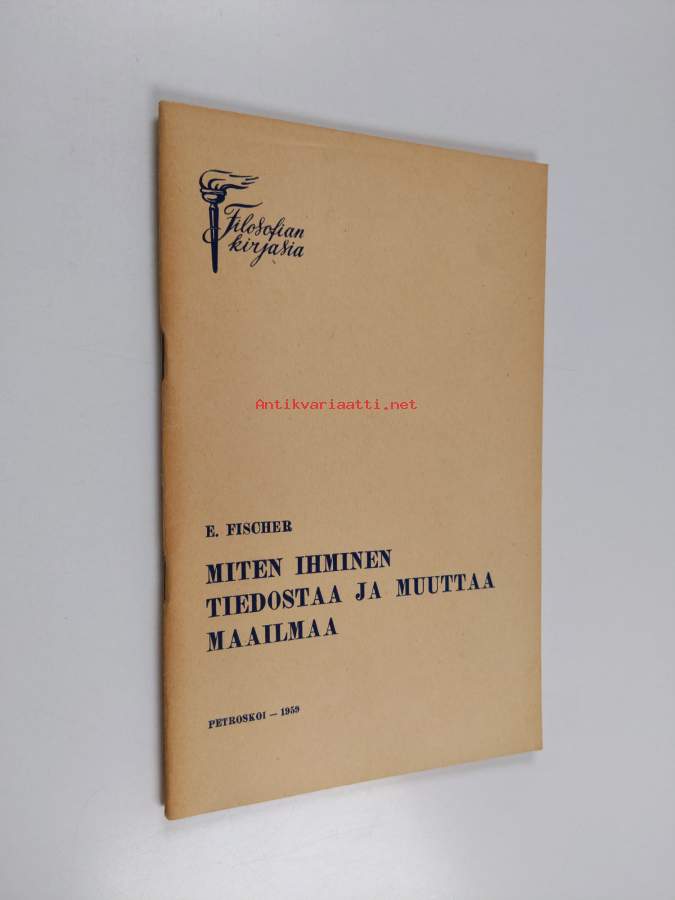 Filosofian
kirjasia
Antikvariaatti.net
E. FISCHER
MITEN IHMINEN
TIEDOSTAA JA MUUTTAA
MAAILMAA
PETROSKOI — 1959